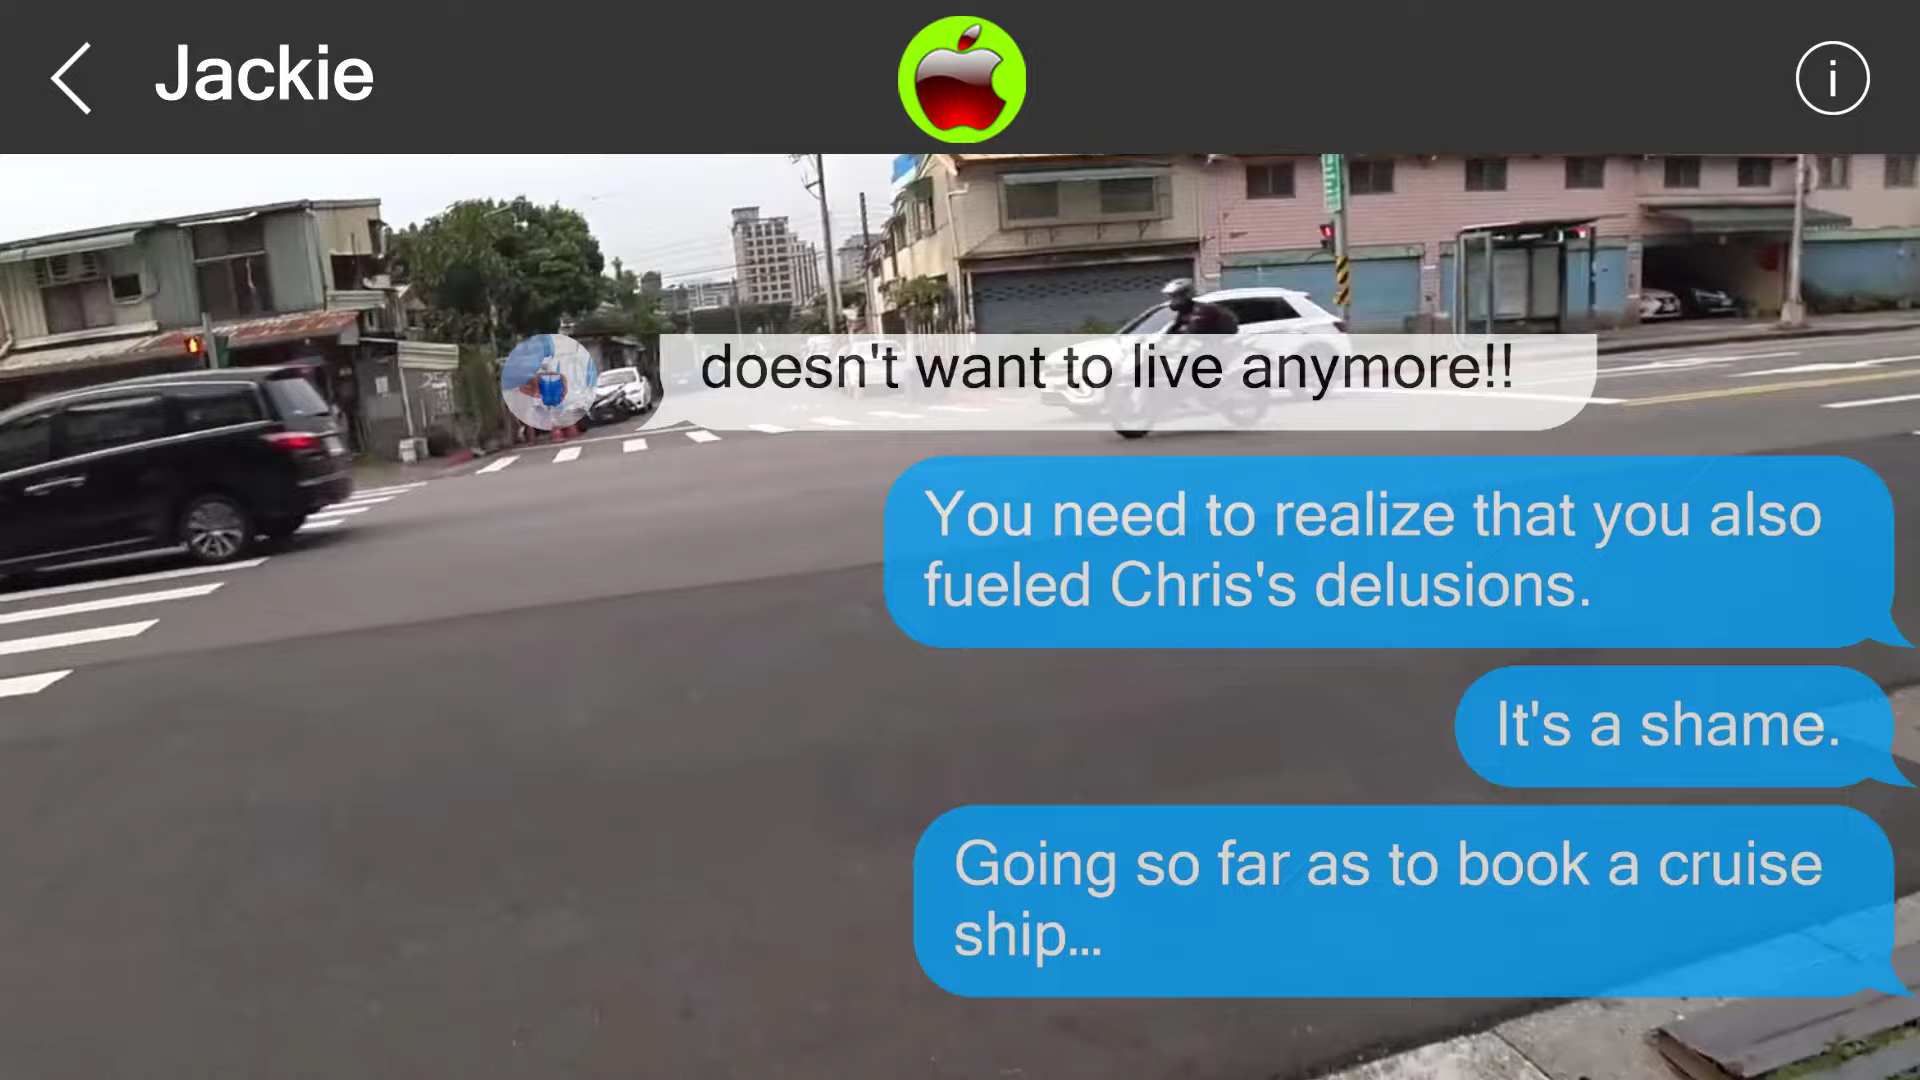 Jackie
i
doesn't want to live anymore!!
You need to realize that you also
fueled Chris's delusions.
It's a shame.
Going so far as to book a cruise
ship...